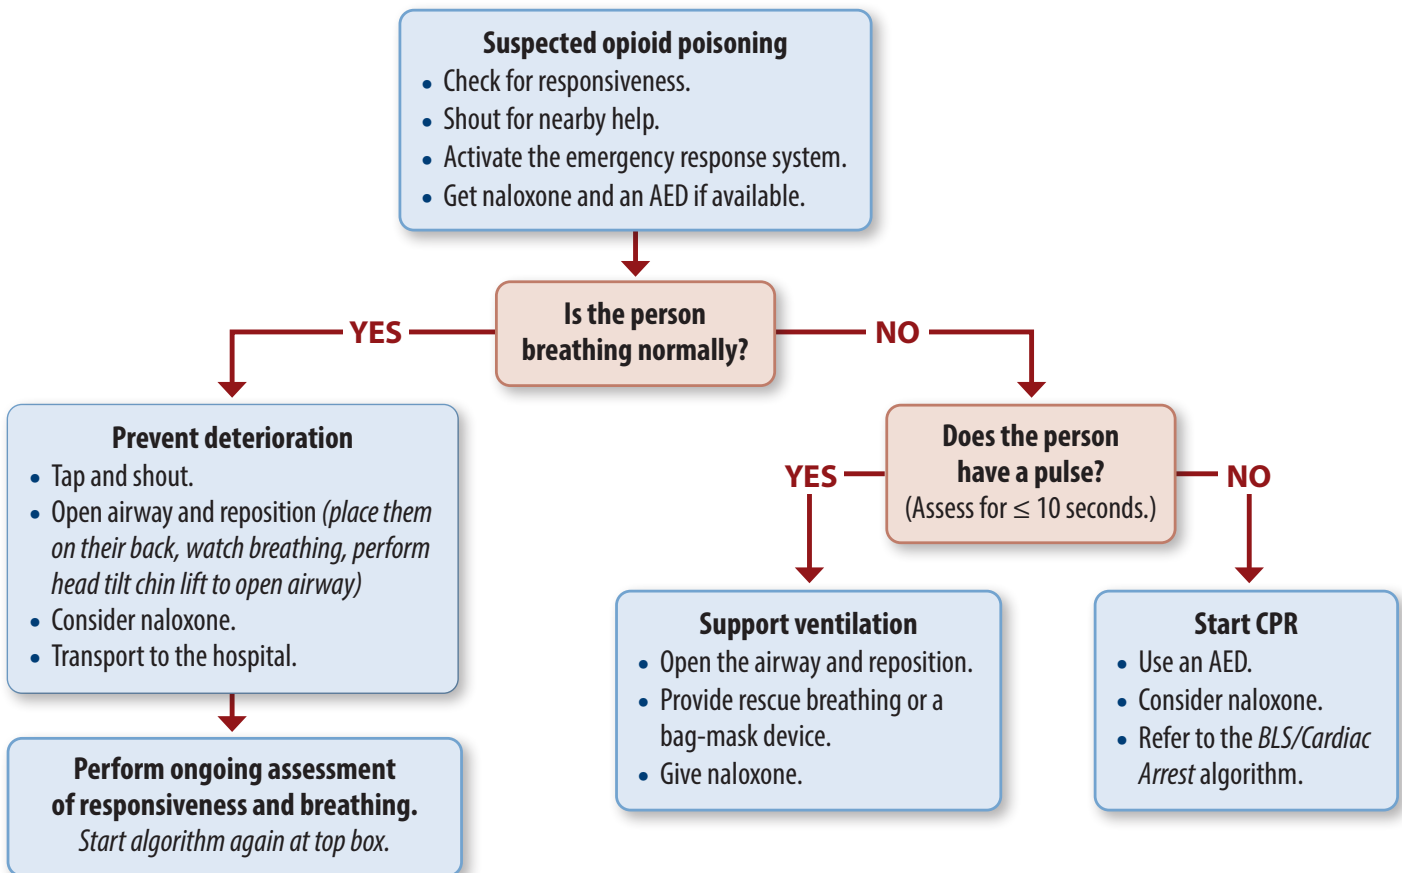 Suspected opioid poisoning
• Check for responsiveness.
• Shout for nearby help.
• Activate the emergency response system.
• Get naloxone and an AED if available.
Is the person
breathing normally?
YES
NO
Prevent deterioration
• Tap and shout.
• Open airway and reposition (place them
on their back, watch breathing, perform
head tilt chin lift to open airway)
• Consider naloxone.
• Transport to the hospital.
Perform ongoing assessment
of responsiveness and breathing.
Start algorithm again at top box.
Does the person
have a pulse?
(Assess for ≤ 10 seconds.)
YES
NO
Support ventilation
• Open the airway and reposition.
• Provide rescue breathing or a
bag-mask device.
• Give naloxone.
Start CPR
• Use an AED.
• Consider naloxone.
• Refer to the BLS/Cardiac
Arrest algorithm.